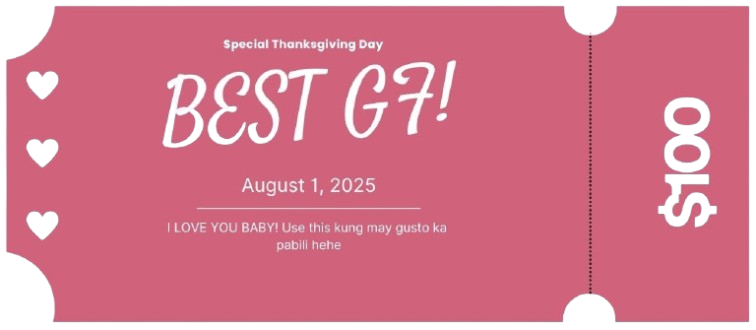 Special Thanksgiving Day
BEST GF!
August 1, 2025
I LOVE YOU BABY! Use this kung may gusto ka
pabili hehe
$100